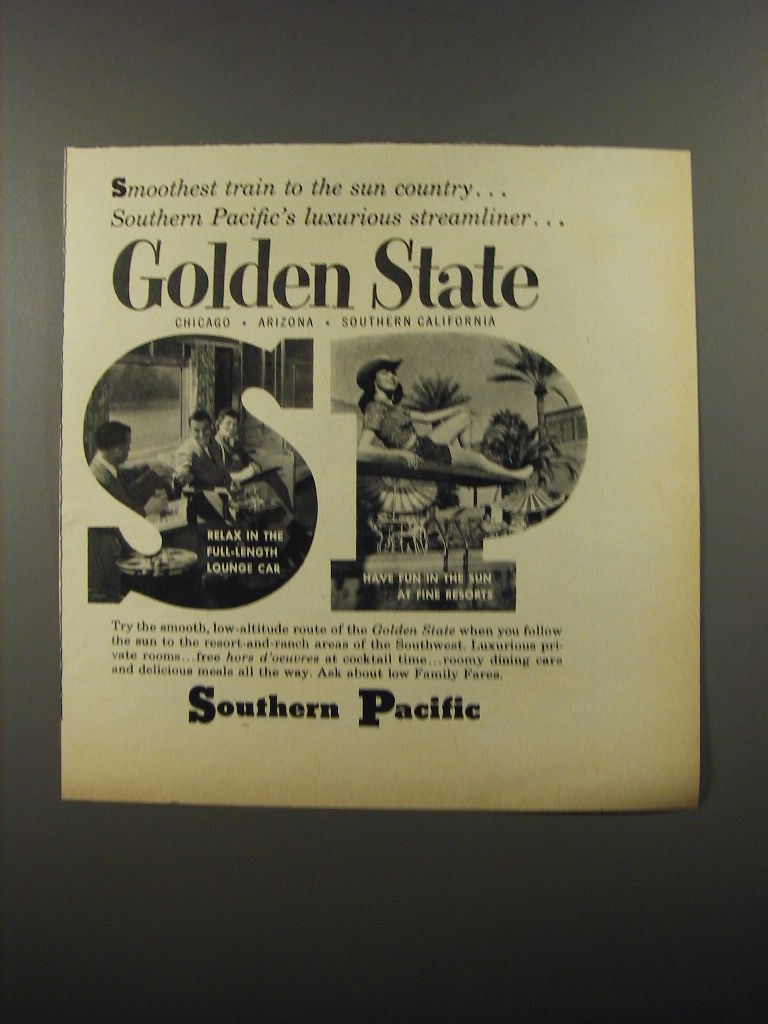 Smoothest train to the sun country...
Southern Pacific's luxurious streamliner...
Golden State
CHICAGO • ARIZONA • SOUTHERN CALIFORNIA
SP
RELAX IN THE
FULL-LENGTH
LOUNGE CAR
HAVE FUN IN THE SUN
AT FINE RESORTS
Try the smooth, low-altitude route of the Golden State when you follow
the sun to the resort-and-ranch areas of the Southwest. Luxurious pri-
vate rooms...free hors d'oeuvres at cocktail time...roomy dining cars
and delicious meals all the way. Ask about low Family Fares.
Southern Pacific